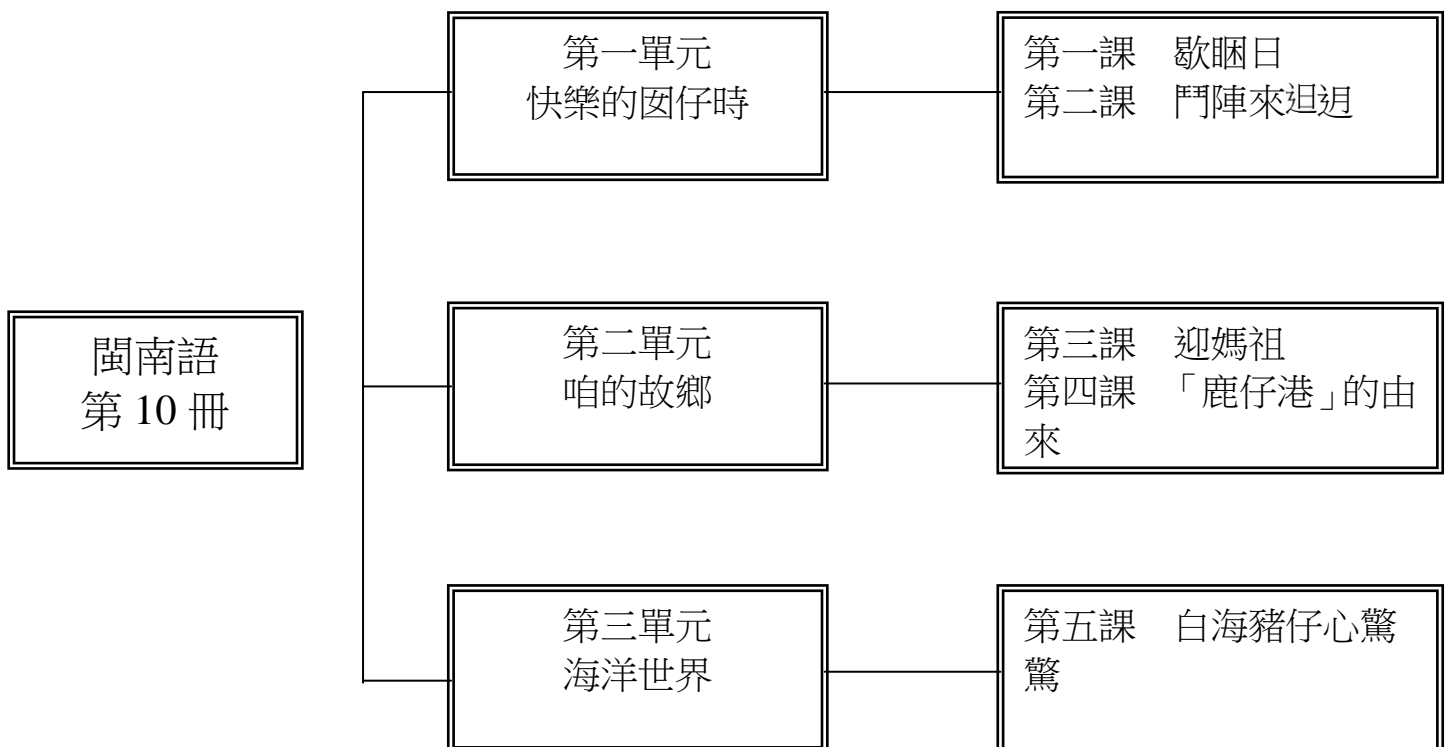 第一單元
快樂的囡仔時
第一課 歇睏日
第二課 鬥陣來𨑨迌
閩南語
第 10 冊
第二單元
咱的故鄉
第三課 迎媽祖
第四課 「鹿仔港」的由
來
第三單元
海洋世界
第五課 白海豬仔心驚
驚